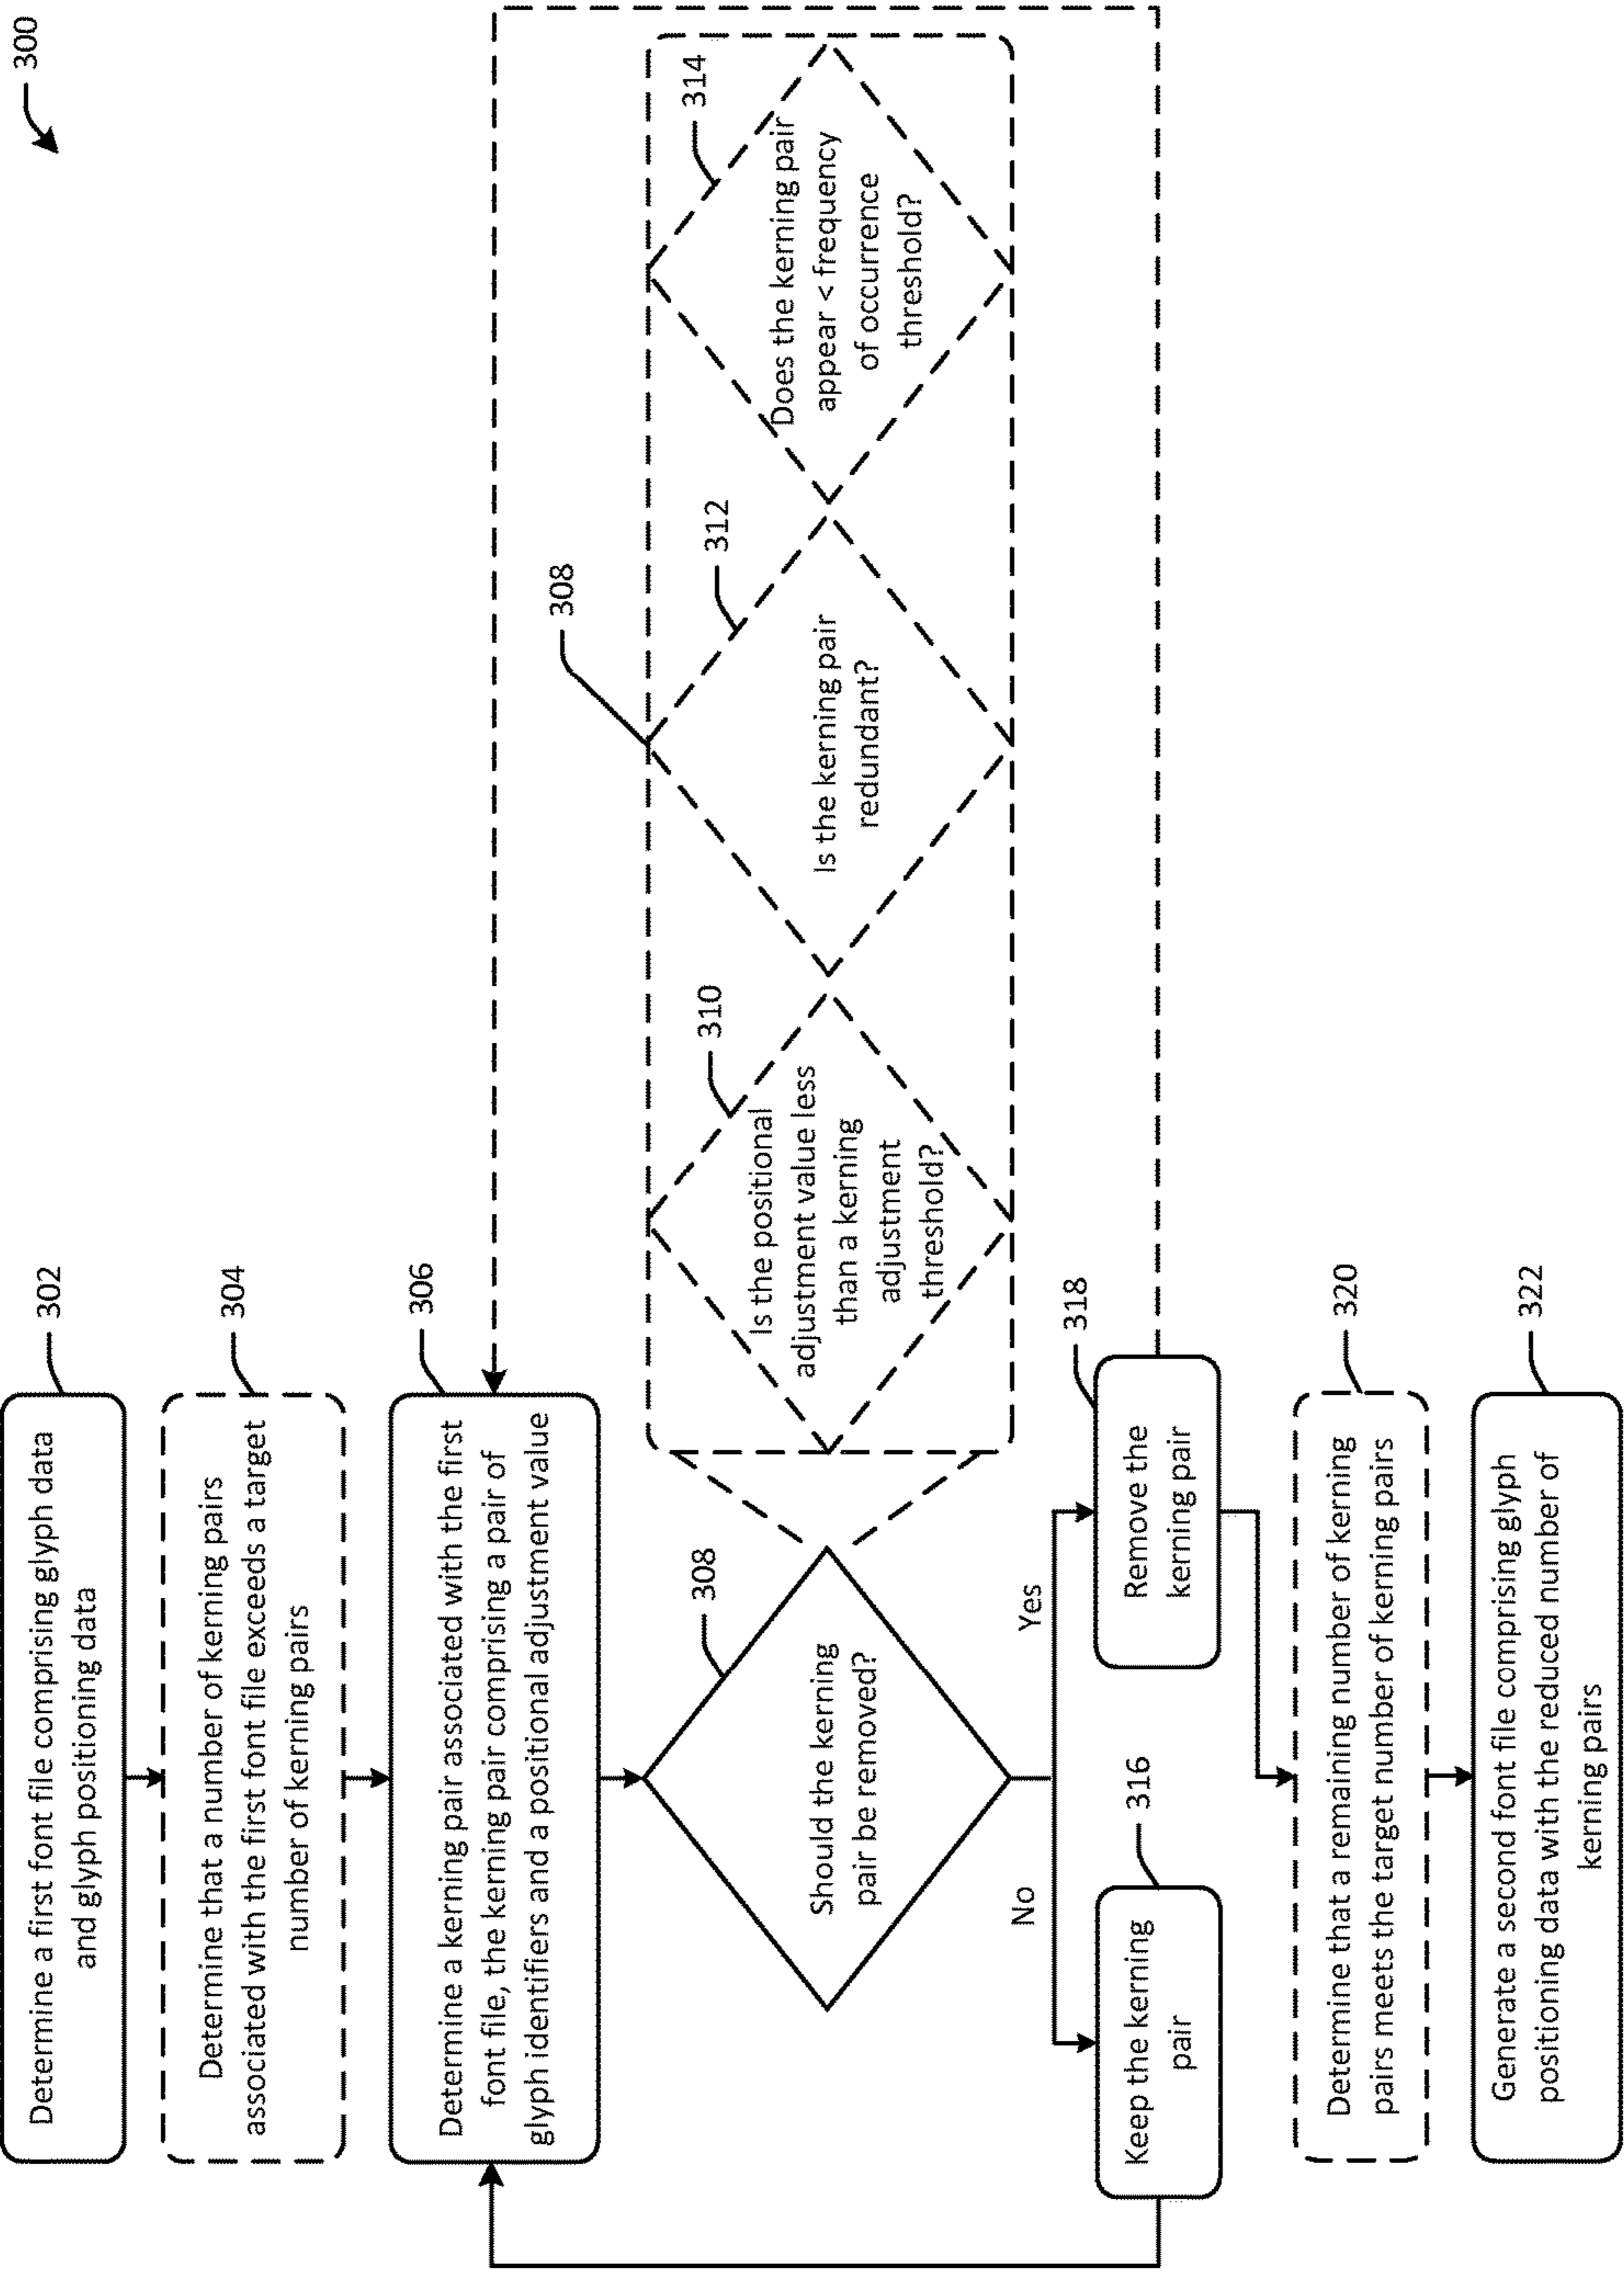 300
Determine a first font file comprising glyph data
and glyph positioning data
302
Determine that a number of kerning pairs
associated with the first font file exceeds a target
number of kerning pairs
304
Determine a kerning pair associated with the first
font file, the kerning pair comprising a pair of
glyph identifiers and a positional adjustment value
306
Should the kerning
pair be removed?
308
308
Is the positional
adjustment value less
than a kerning
adjustment
threshold?
310
Is the kerning pair
redundant?
312
Does the kerning pair
appear < frequency
of occurrence
threshold?
314
No
Yes
Keep the kerning
pair
316
Remove the
kerning pair
318
Determine that a remaining number of kerning
pairs meets the target number of kerning pairs
320
Generate a second font file comprising glyph
positioning data with the reduced number of
kerning pairs
322